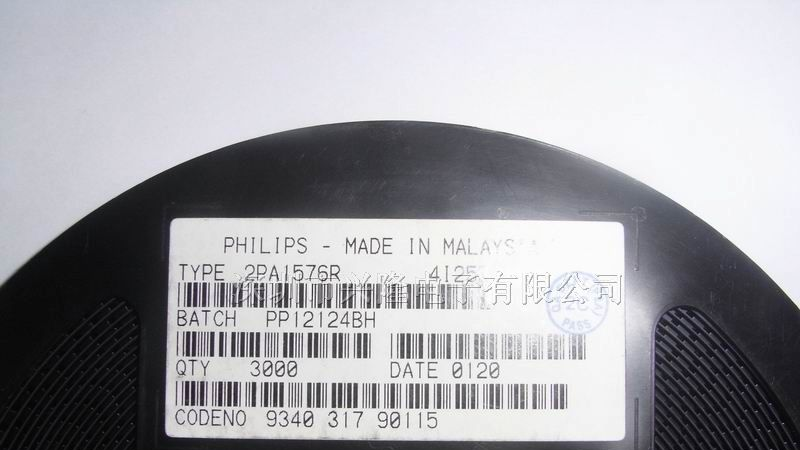 PHILIPS - MADE IN MALAYSIA
TYPE 2PA1576R 4125
深圳市兴隆电子有限公司
PASS
BATCH PP12124BH
QTY 3000 DATE 0120
CODENO 9340 317 90115